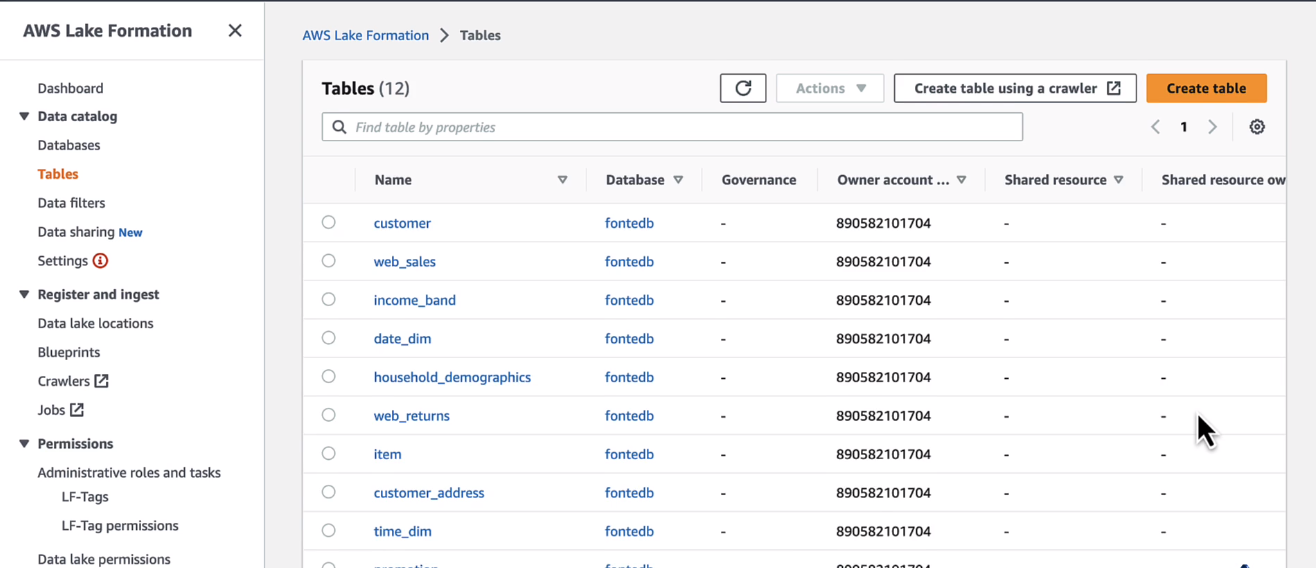 AWS Lake Formation
Dashboard
Data catalog
Databases
Tables
Data filters
Data sharing New
Settings
Register and ingest
Data lake locations
Blueprints
Crawlers
Jobs
Permissions
Administrative roles and tasks
LF-Tags
LF-Tag permissions
Data lake permissions
AWS Lake Formation > Tables
Tables (12)
Actions
Create table using a crawler
Create table
Find table by properties
1
Name Database Governance Owner account ... Shared resource Shared resource ow
customer fontedb - 890582101704 - -
web_sales fontedb - 890582101704 - -
income_band fontedb - 890582101704 - -
date_dim fontedb - 890582101704 - -
household_demographics fontedb - 890582101704 - -
web_returns fontedb - 890582101704 - -
item fontedb - 890582101704 - -
customer_address fontedb - 890582101704 - -
time_dim fontedb - 890582101704 - -